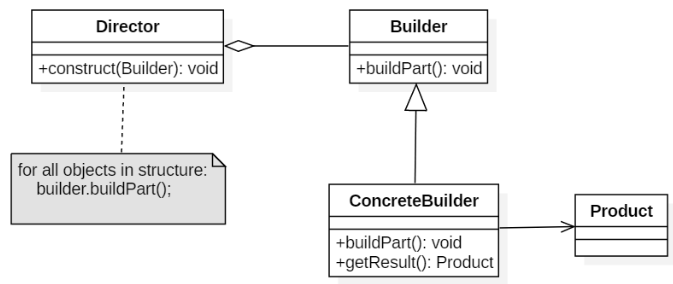 Director
+construct(Builder): void
Builder
+buildPart(): void
for all objects in structure:
builder.buildPart();
ConcreteBuilder
+buildPart(): void
+getResult(): Product
Product